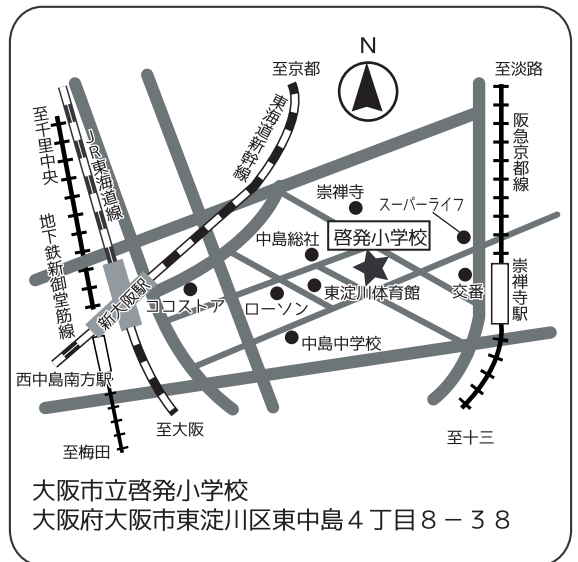 N
至京都
至淡路
至千里中央
JR東海道線
東海道新幹線
阪急京都線
崇禅寺
スーパーライフ
地下鉄新御堂筋線
中島総社
啓発小学校
新大阪駅
ココストア
ローソン
東淀川体育館
交番
崇禅寺駅
中島中学校
西中島南方駅
至大阪
至梅田
至十三
大阪市立啓発小学校
大阪府大阪市東淀川区東中島4丁目8－38